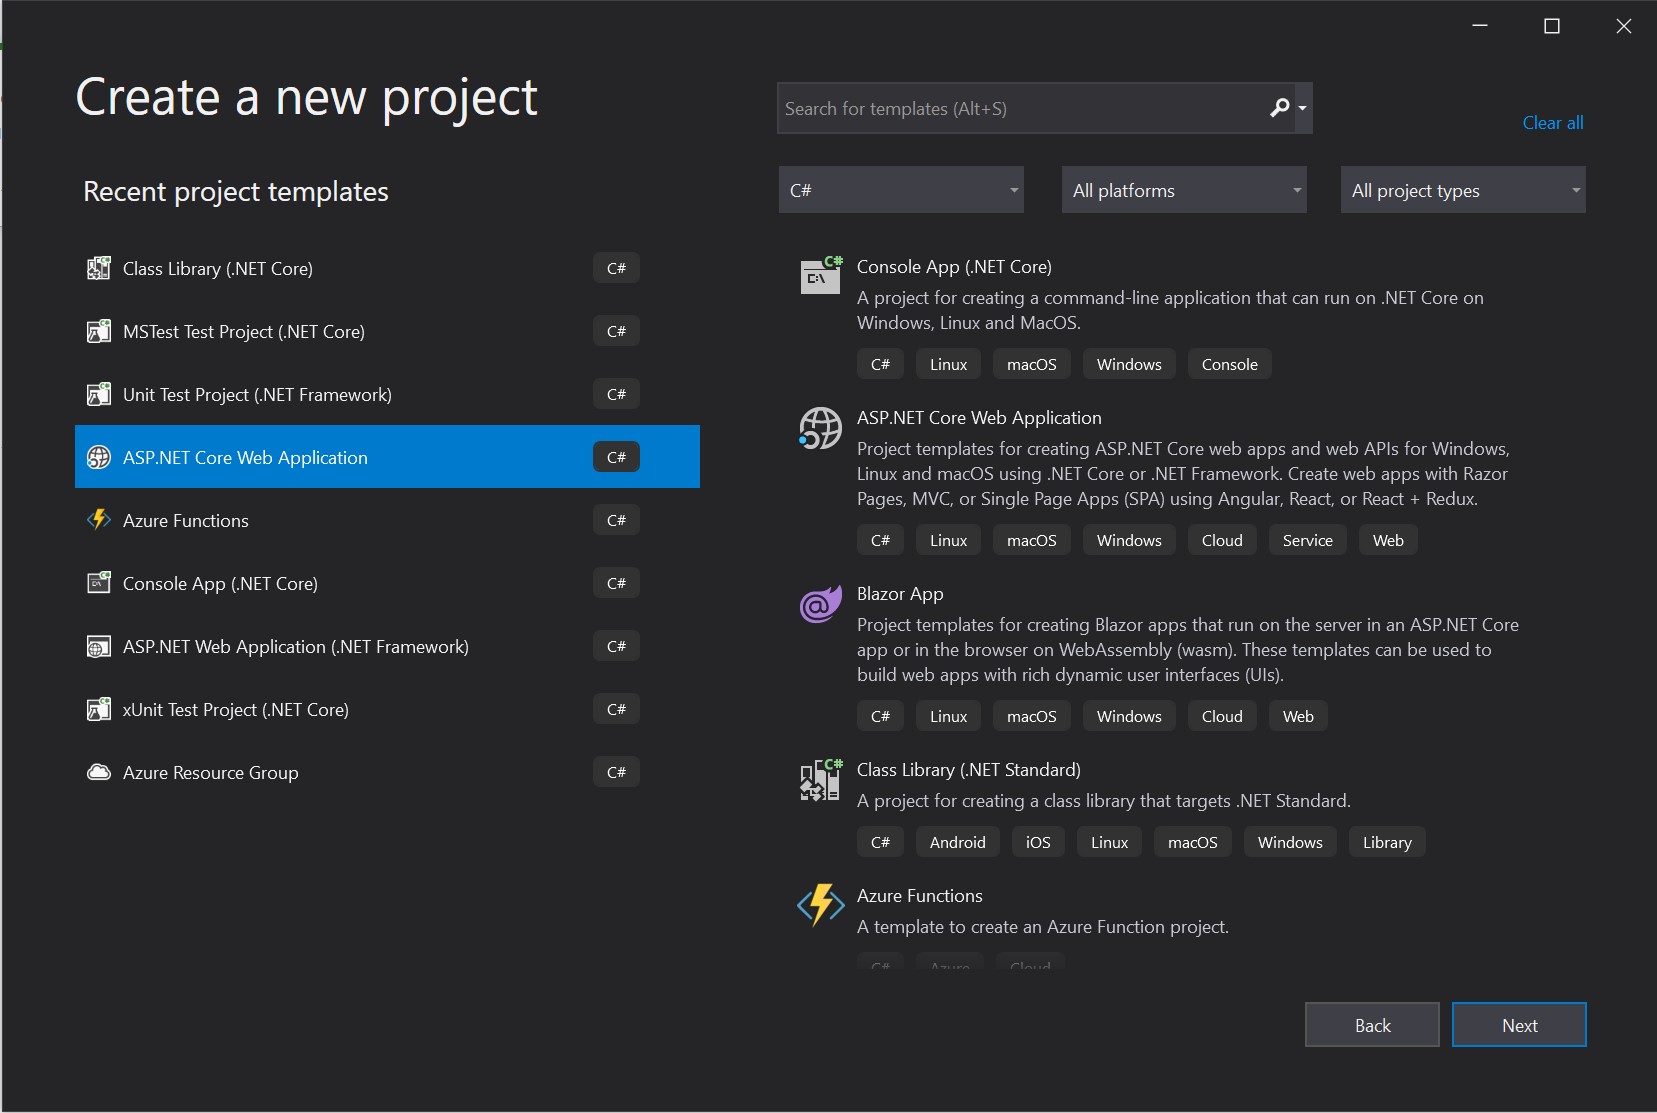 Create a new project
Search for templates (Alt+S)
Clear all
Recent project templates
C#
All platforms
All project types
Class Library (.NET Core)
C#
MSTest Test Project (.NET Core)
C#
Unit Test Project (.NET Framework)
C#
ASP.NET Core Web Application
C#
Azure Functions
C#
Console App (.NET Core)
C#
ASP.NET Web Application (.NET Framework)
C#
xUnit Test Project (.NET Core)
C#
Azure Resource Group
C#
C#
C:\
Console App (.NET Core)
A project for creating a command-line application that can run on .NET Core on
Windows, Linux and MacOS.
C# Linux macOS Windows Console
ASP.NET Core Web Application
Project templates for creating ASP.NET Core web apps and web APIs for Windows,
Linux and macOS using .NET Core or .NET Framework. Create web apps with Razor
Pages, MVC, or Single Page Apps (SPA) using Angular, React, or React + Redux.
C# Linux macOS Windows Cloud Service Web
@
Blazor App
Project templates for creating Blazor apps that run on the server in an ASP.NET Core
app or in the browser on WebAssembly (wasm). These templates can be used to
build web apps with rich dynamic user interfaces (UIs).
C# Linux macOS Windows Cloud Web
C#
Class Library (.NET Standard)
A project for creating a class library that targets .NET Standard.
C# Android iOS Linux macOS Windows Library
Azure Functions
A template to create an Azure Function project.
C# Azure Cloud
Back
Next